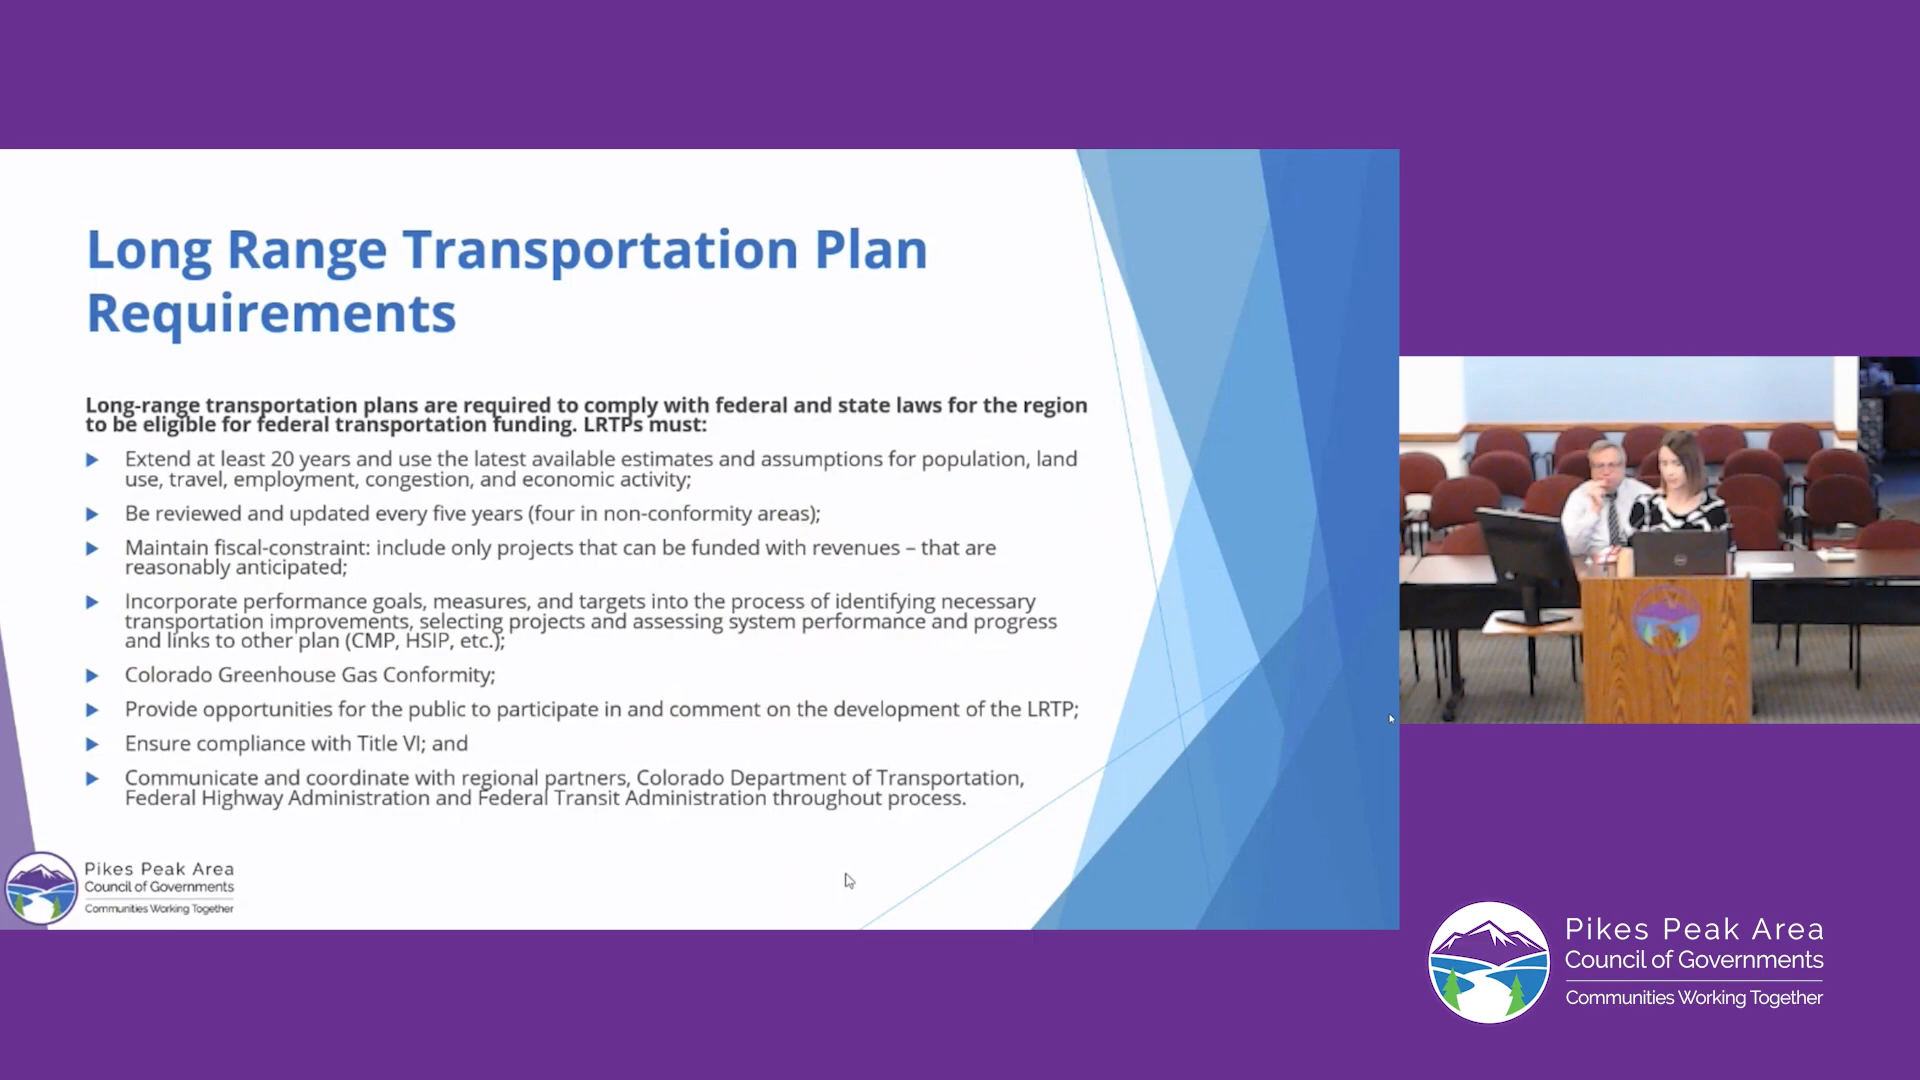 Long Range Transportation Plan
Requirements
Long-range transportation plans are required to comply with federal and state laws for the region
to be eligible for federal transportation funding. LRTPs must:
Extend at least 20 years and use the latest available estimates and assumptions for population, land
use, travel, employment, congestion, and economic activity;
Be reviewed and updated every five years (four in non-conformity areas);
Maintain fiscal-constraint: include only projects that can be funded with revenues – that are
reasonably anticipated;
Incorporate performance goals, measures, and targets into the process of identifying necessary
transportation improvements, selecting projects and assessing system performance and progress
and links to other plan (CMP, HSIP, etc.);
Colorado Greenhouse Gas Conformity;
Provide opportunities for the public to participate in and comment on the development of the LRTP;
Ensure compliance with Title VI; and
Communicate and coordinate with regional partners, Colorado Department of Transportation,
Federal Highway Administration and Federal Transit Administration throughout process.
Pikes Peak Area
Council of Governments
Communities Working Together
Pikes Peak Area
Council of Governments
Communities Working Together